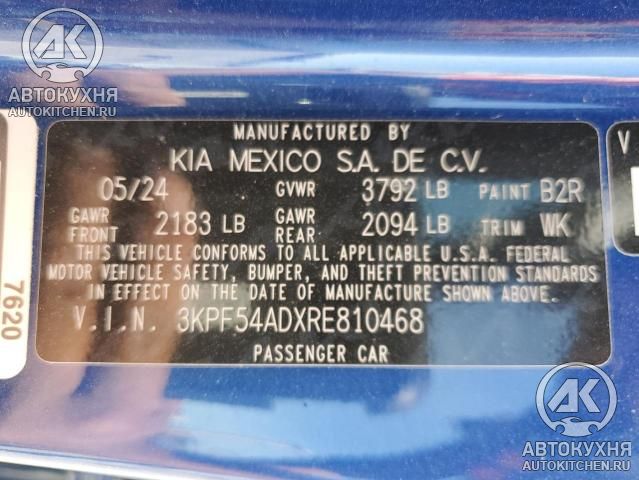 АК
АВТОКУХНЯ
AUTOKITCHEN.RU
MANUFACTURED BY
KIA MEXICO S.A. DE C.V.
05/24 GVWR 3792 LB PAINT B2R
GAWR FRONT 2183 LB GAWR REAR: 2094 LB TRIM WK
THIS VEHICLE CONFORMS TO ALL APPLICABLE U.S.A. FEDERAL
MOTOR VEHICLE SAFETY, BUMPER, AND THEFT PREVENTION STANDARDS
IN EFFECT ON THE DATE OF MANUFACTURE SHOWN ABOVE.
V.I.N. 3KPF54ADXRE810468
PASSENGER CAR
7620
V
АК
АВТОКУХНЯ
AUTOKITCHEN.RU